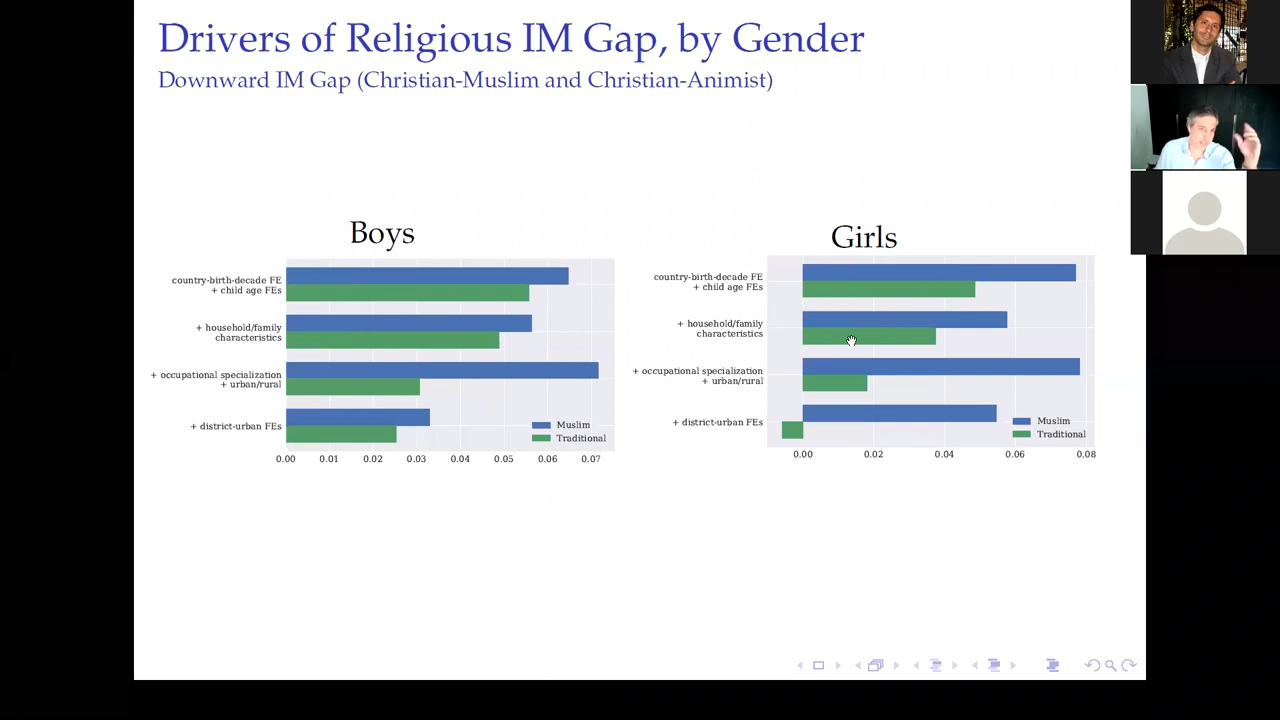 Drivers of Religious IM Gap, by Gender
Downward IM Gap (Christian-Muslim and Christian-Animist)
Boys
country-birth-decade FE
+ child age FEs
+ household/family
characteristics
+ occupational specialization
+ urban/rural
+ district-urban FEs
Muslim
Traditional
0.00 0.01 0.02 0.03 0.04 0.05 0.06 0.07
Girls
country-birth-decade FE
+ child age FEs
+ household/family
characteristics
+ occupational specialization
+ urban/rural
+ district-urban FEs
Muslim
Traditional
0.00 0.02 0.04 0.06 0.08